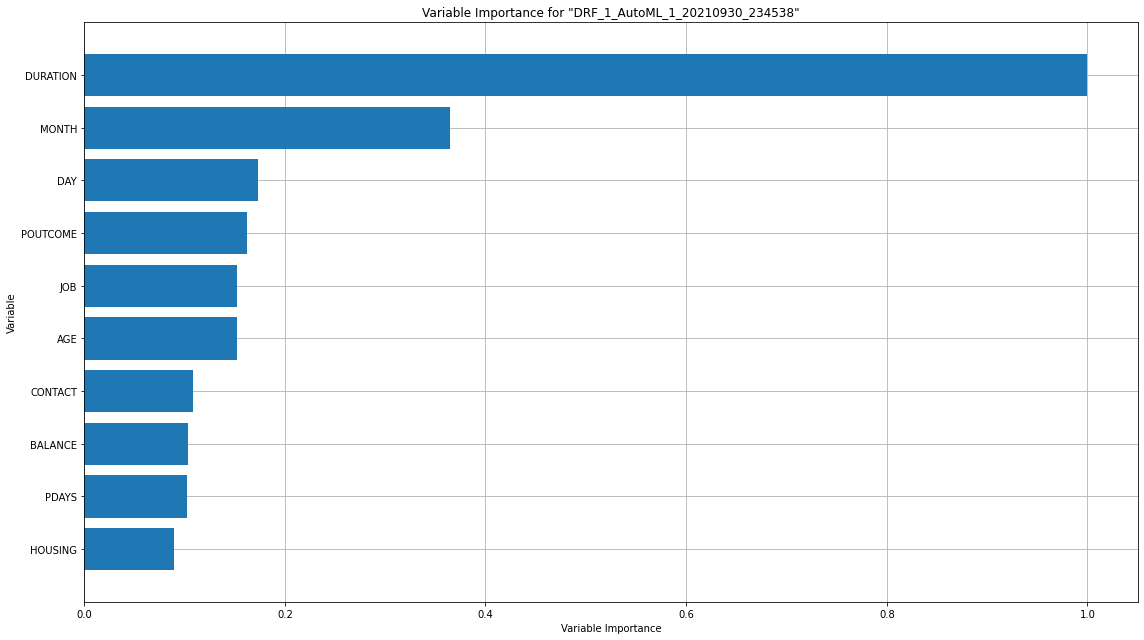 Variable Importance for "DRF_1_AutoML_1_20210930_234538"
DURATION
MONTH
DAY
POUTCOME
JOB
AGE
CONTACT
BALANCE
PDAYS
HOUSING
Variable
0.0 0.2 0.4 0.6 0.8 1.0
Variable Importance